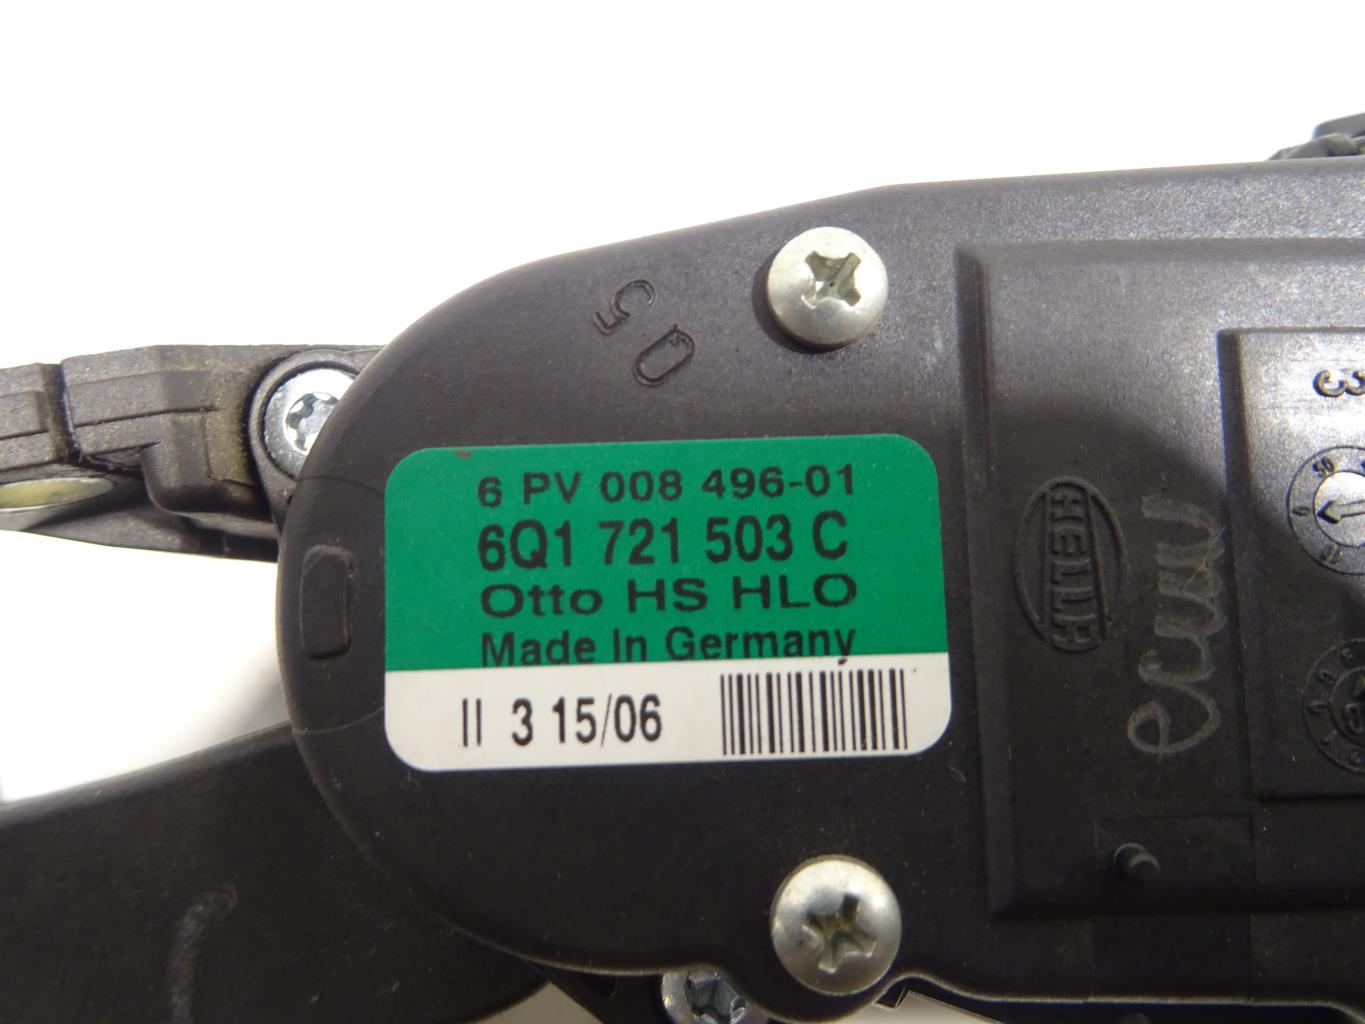 6 PV 008 496-01
6Q1 721 503 C
Otto HS HLO
Made In Germany
II 3 15/06
HELLA
3